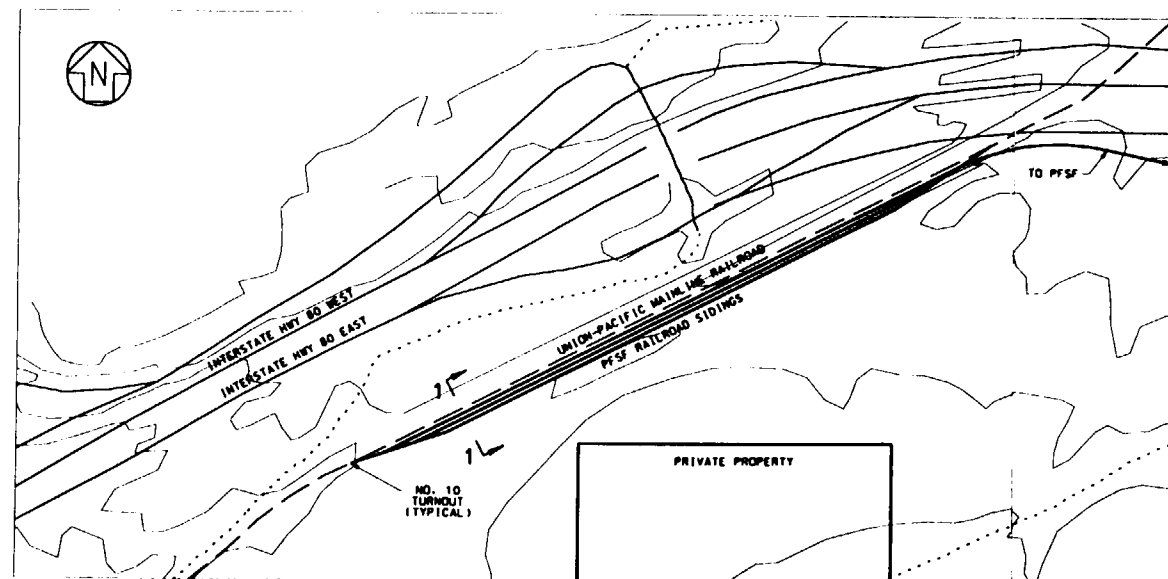 N
TO PFSF
INTERSTATE HWY 80 WEST
INTERSTATE HWY 80 EAST
UNION-PACIFIC MAINLINE RAILROAD
PFSF RAILROAD SIDINGS
1
1
NO. 10
TURNOUT
(TYPICAL)
PRIVATE PROPERTY